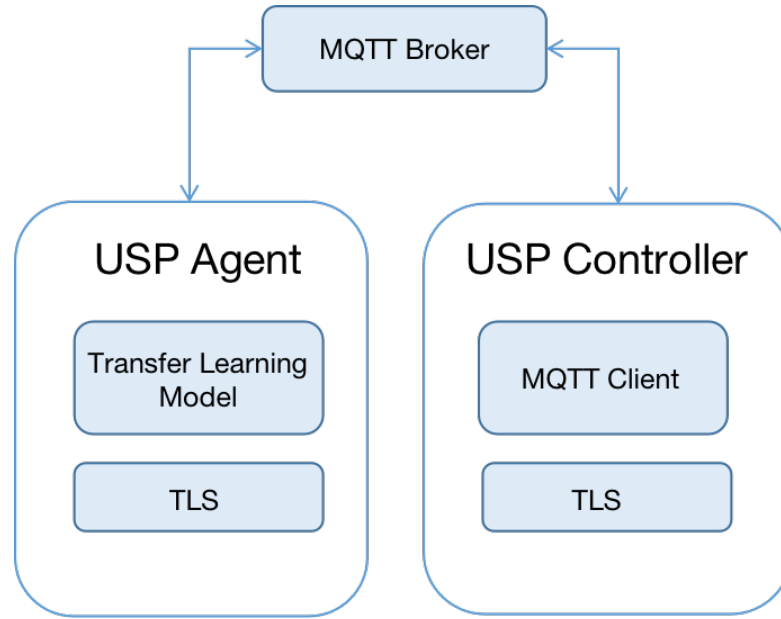 MQTT Broker
USP Agent
Transfer Learning
Model
TLS
USP Controller
MQTT Client
TLS